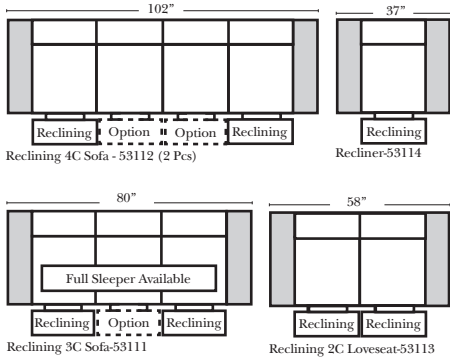 102”
37”
Reclining Option Option Reclining
Reclining
Reclining 4C Sofa - 53112 (2 Pcs)
Recliner-53114
80”
58”
Full Sleeper Available
Reclining Option Reclining
Reclining Reclining
Reclining 3C Sofa-53111
Reclining 2C Loveseat-53113